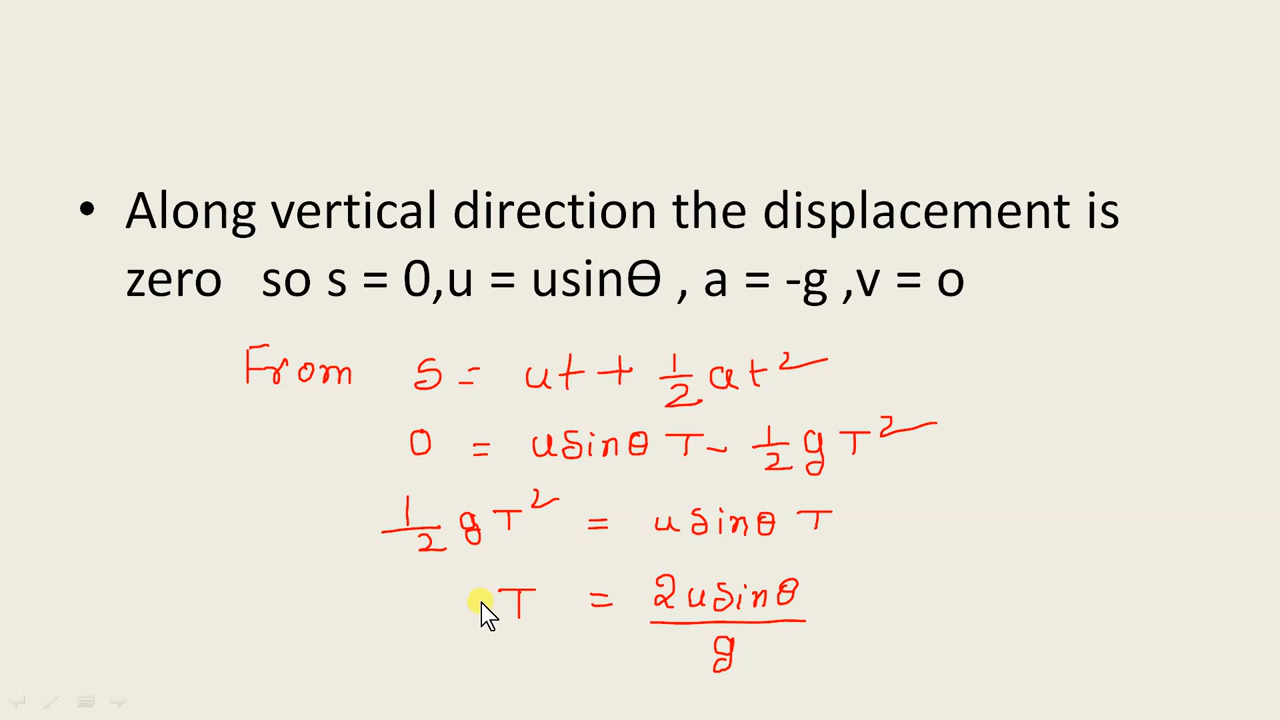 • Along vertical direction the displacement is
zero so s = 0,u = usinϴ , a = -g ,v = o
From s = ut + 1/2 at²
0 = usinθ T - 1/2 gT²
1/2 gT² = usinθ T
T = 2usinθ/g